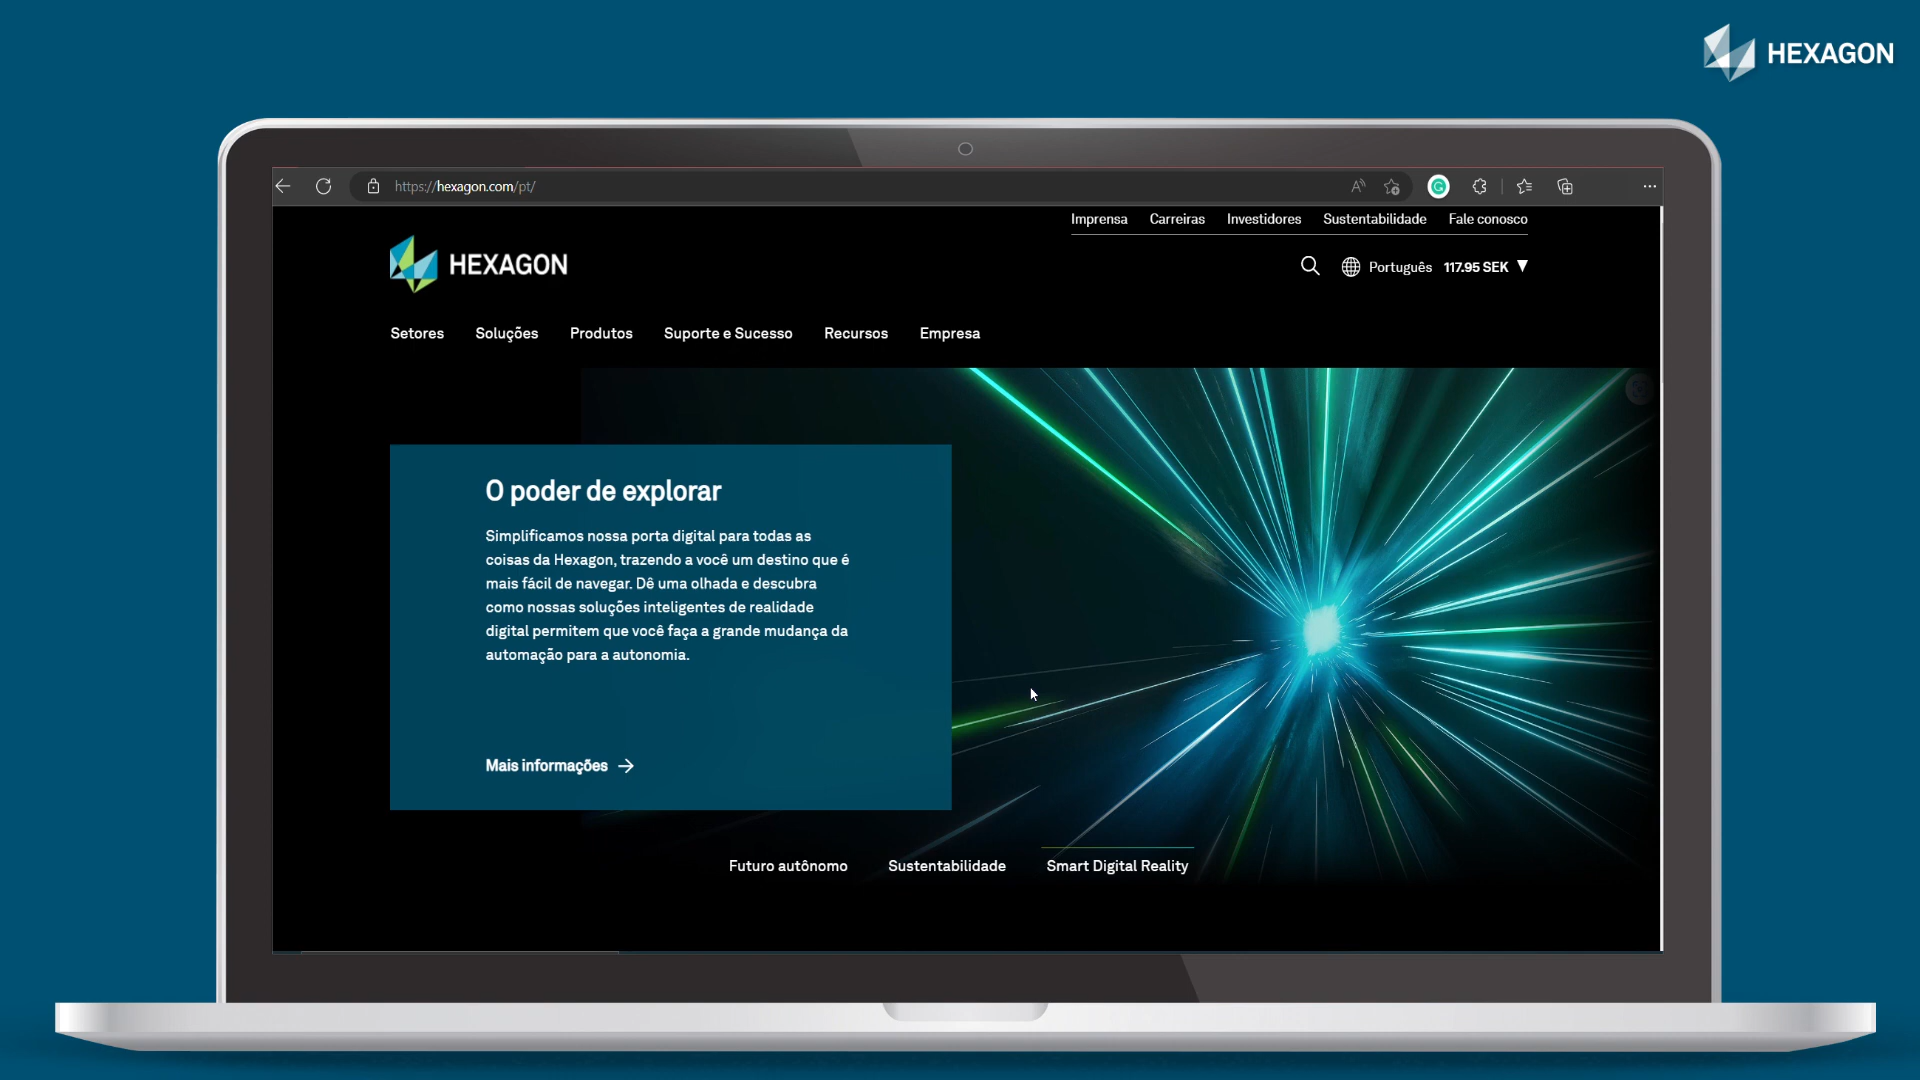 HEXAGON
https://hexagon.com/pt/
Imprensa Carreiras Investidores Sustentabilidade Fale conosco
HEXAGON
Português 117.95 SEK
Setores Soluções Produtos Suporte e Sucesso Recursos Empresa
O poder de explorar
Simplificamos nossa porta digital para todas as
coisas da Hexagon, trazendo a você um destino que é
mais fácil de navegar. Dê uma olhada e descubra
como nossas soluções inteligentes de realidade
digital permitem que você faça a grande mudança da
automação para a autonomia.
Mais informações
Futuro autônomo Sustentabilidade Smart Digital Reality